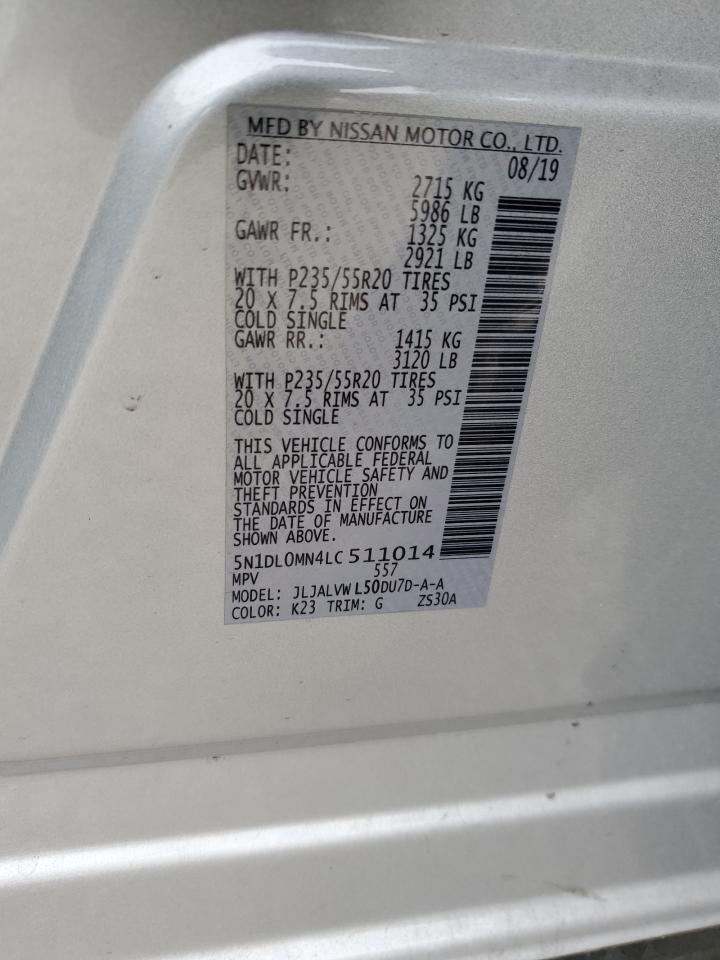 MFD BY NISSAN MOTOR CO., LTD.
DATE: 08/19
GVWR: 2715 KG
5986 LB
GAWR FR.: 1325 KG
2921 LB
WITH P235/55R20 TIRES
20 X 7.5 RIMS AT 35 PSI
COLD SINGLE
GAWR RR.: 1415 KG
3120 LB
WITH P235/55R20 TIRES
20 X 7.5 RIMS AT 35 PSI
COLD SINGLE
THIS VEHICLE CONFORMS TO
ALL APPLICABLE FEDERAL
MOTOR VEHICLE SAFETY AND
THEFT PREVENTION
STANDARDS IN EFFECT ON
THE DATE OF MANUFACTURE
SHOWN ABOVE.
5N1DL0MN4LC 511014
MPV 557
MODEL: JLJALVW L50DU7D-A-A
COLOR: K23 TRIM: G ZS30A